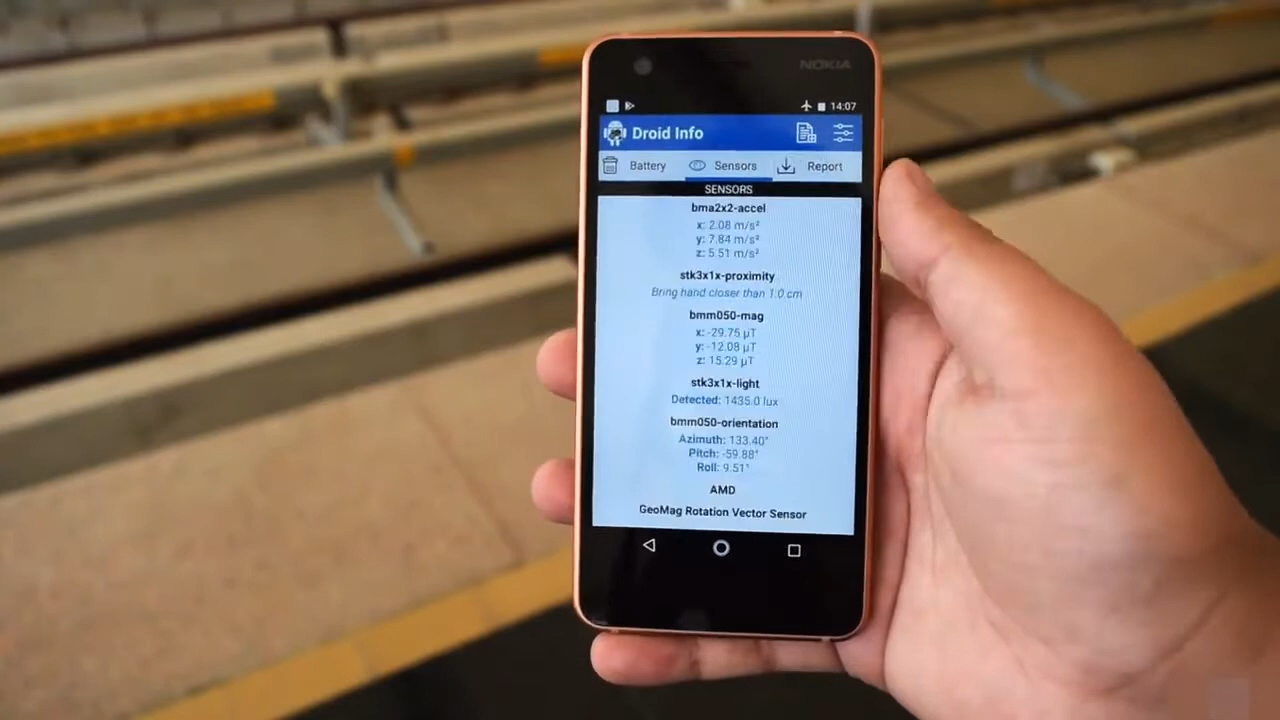 NOKIA
14:07
Droid Info
Battery Sensors Report
SENSORS
bma2x2-accel
x: 2.08 m/s²
y: 7.84 m/s²
z: 5.51 m/s²
stk3x1x-proximity
Bring hand closer than 1.0 cm
bmm050-mag
x: -29.75 µT
y: -12.08 µT
z: 15.29 µT
stk3x1x-light
Detected: 1435.0 lux
bmm050-orientation
Azimuth: 133.40°
Pitch: -59.88°
Roll: 9.51°
AMD
GeoMag Rotation Vector Sensor